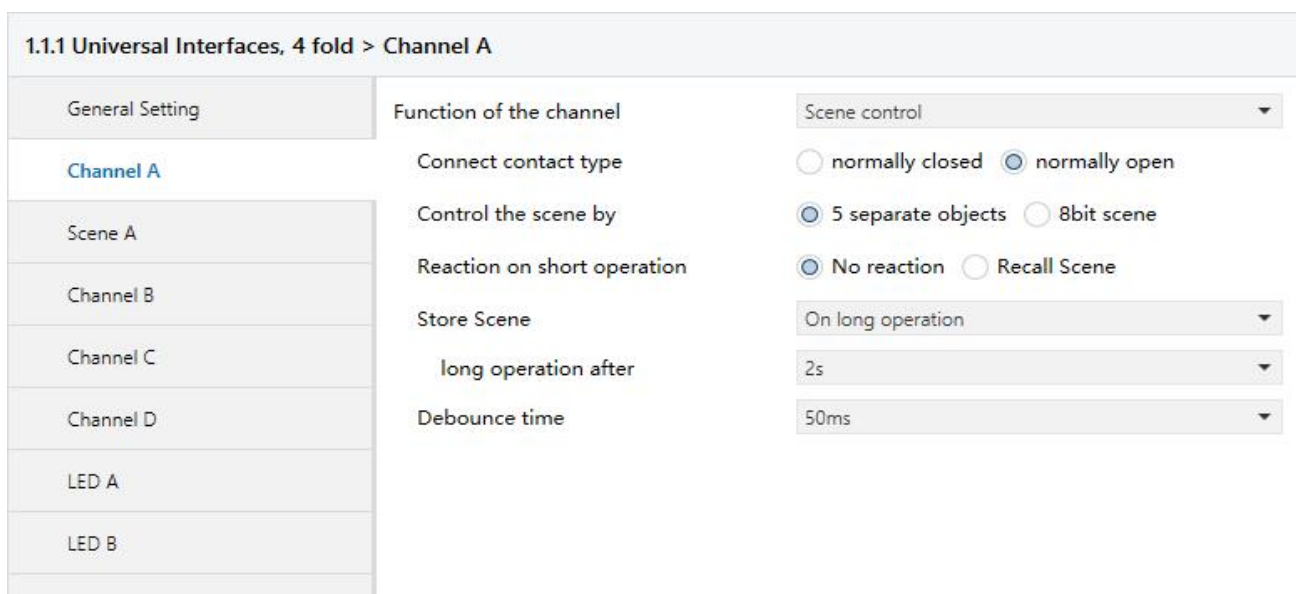 1.1.1 Universal Interfaces, 4 fold > Channel A
General Setting
Function of the channel Scene control
Connect contact type normally closed normally open
Channel A
Control the scene by 5 separate objects 8bit scene
Scene A
Reaction on short operation No reaction Recall Scene
Channel B
Store Scene On long operation
Channel C
long operation after 2s
Channel D
Debounce time 50ms
LED A
LED B